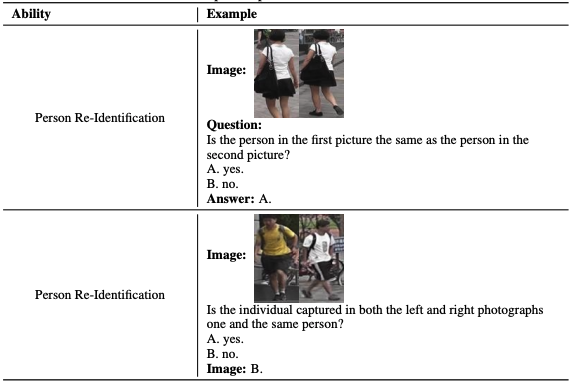 Ability Example
Image:
Person Re-Identification
Question:
Is the person in the first picture the same as the person in the
second picture?
A. yes.
B. no.
Answer: A.
Image:
Person Re-Identification
Is the individual captured in both the left and right photographs
one and the same person?
A. yes.
B. no.
Image: B.